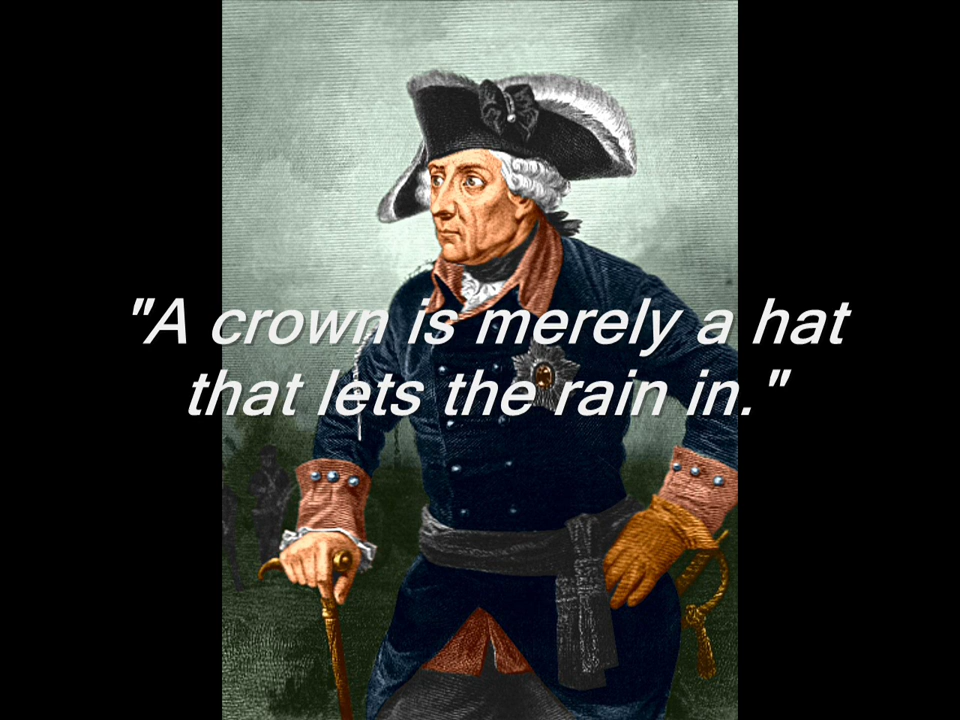 "A crown is merely a hat
that lets the rain in."